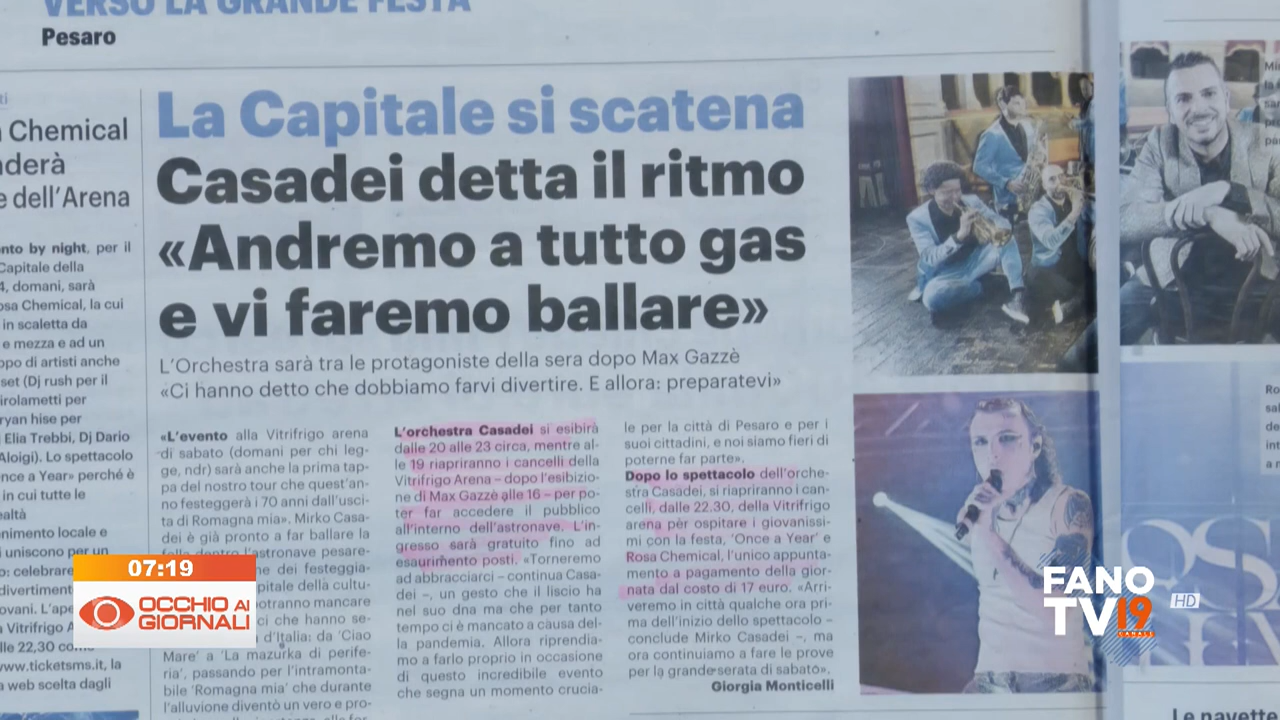 VERSO LA GRANDE FESTA
Pesaro
Chemical
dell'Arena
by night, per il
Capitale della
domani, sarà
Chemical, la cui
in scaletta da
e mezza e ad un
di artisti anche
set (Dj rush per il
hise per
Elia Trebbi, Dj Dario
Aloigi). Lo spettacolo
a Year» perché è
in cui tutte le
locale e
uniscono per un
celebrare
22,30
www.ticketsms.it, la
web scelta dagli
La Capitale si scatena
Casadei detta il ritmo
«Andremo a tutto gas
e vi faremo ballare»
L'Orchestra sarà tra le protagoniste della sera dopo Max Gazzè
«Ci hanno detto che dobbiamo farvi divertire. E allora: preparatevi»
«L'evento alla Vitrifrigo arena
di sabato (domani per chi leg-
ge, ndr) sarà anche la prima tap-
pa del nostro tour che quest'an-
no festeggerà i 70 anni dall'usci-
ta di Romagna mia». Mirko Casa-
dei è già pronto a far ballare la
folla dentro l'astronave pesare-
dei festeggia-
della cultu-
potranno mancare
ci che hanno se-
d'Italia: da 'Ciao
Mare' a 'La mazurka di perife-
ria', passando per l'intramonta-
bile 'Romagna mia' che durante
l'alluvione diventò un vero e pro-
L'orchestra Casadei si esibirà
dalle 20 alle 23 circa, mentre al-
le 19 riapriranno i cancelli della
Vitrifrigo Arena – dopo l'esibizio-
ne di Max Gazzè alle 16 – per po-
ter far accedere il pubblico
all'interno dell'astronave. L'in-
gresso sarà gratuito fino ad
esaurimento posti. «Torneremo
ad abbracciarci – continua Casa-
dei –, un gesto che il liscio ha
nel suo dna ma che per tanto
tempo ci è mancato a causa del-
la pandemia. Allora riprendia-
mo a farlo proprio in occasione
di questo incredibile evento
che segna un momento crucia-
le per la città di Pesaro e per i
suoi cittadini, e noi siamo fieri di
poterne far parte».
Dopo lo spettacolo dell'orche-
stra Casadei, si riapriranno i can-
celli, dalle 22.30, della Vitrifrigo
arena per ospitare i giovanissi-
mi con la festa, 'Once a Year' e
Rosa Chemical, l'unico appunta-
mento a pagamento della gior-
nata dal costo di 17 euro. «Arri-
veremo in città qualche ora pri-
ma dell'inizio dello spettacolo –
conclude Mirko Casadei –, ma
ora continuiamo a fare le prove
per la grande serata di sabato».
Giorgia Monticelli
Le navette
07:19
OCCHIO AI
GIORNALI
FANO
TV19
CANALE
HD